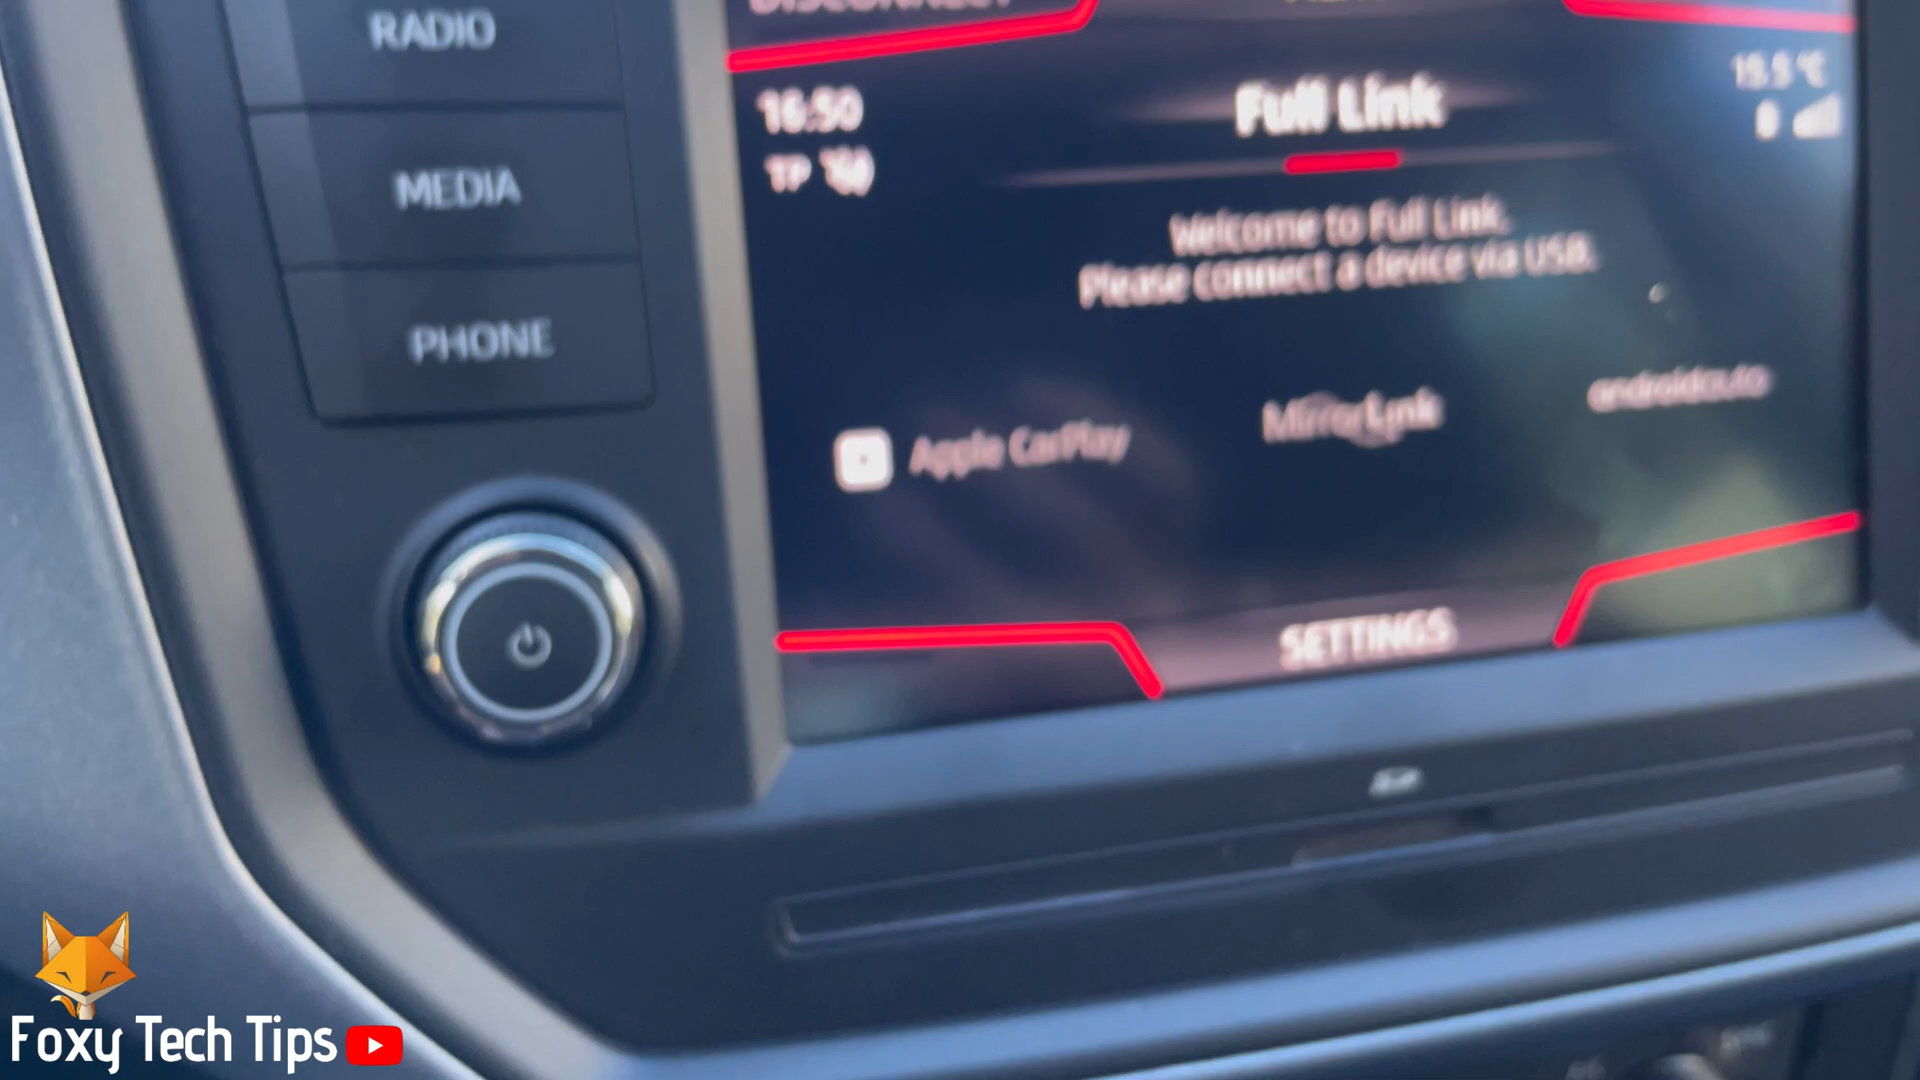 RADIO
MEDIA
PHONE
DISCONNECT
16:50
TP
Full Link
15.5 °C
Welcome to Full Link.
Please connect a device via USB.
Apple CarPlay
MirrorLink
androidauto
SETTINGS
Foxy Tech Tips